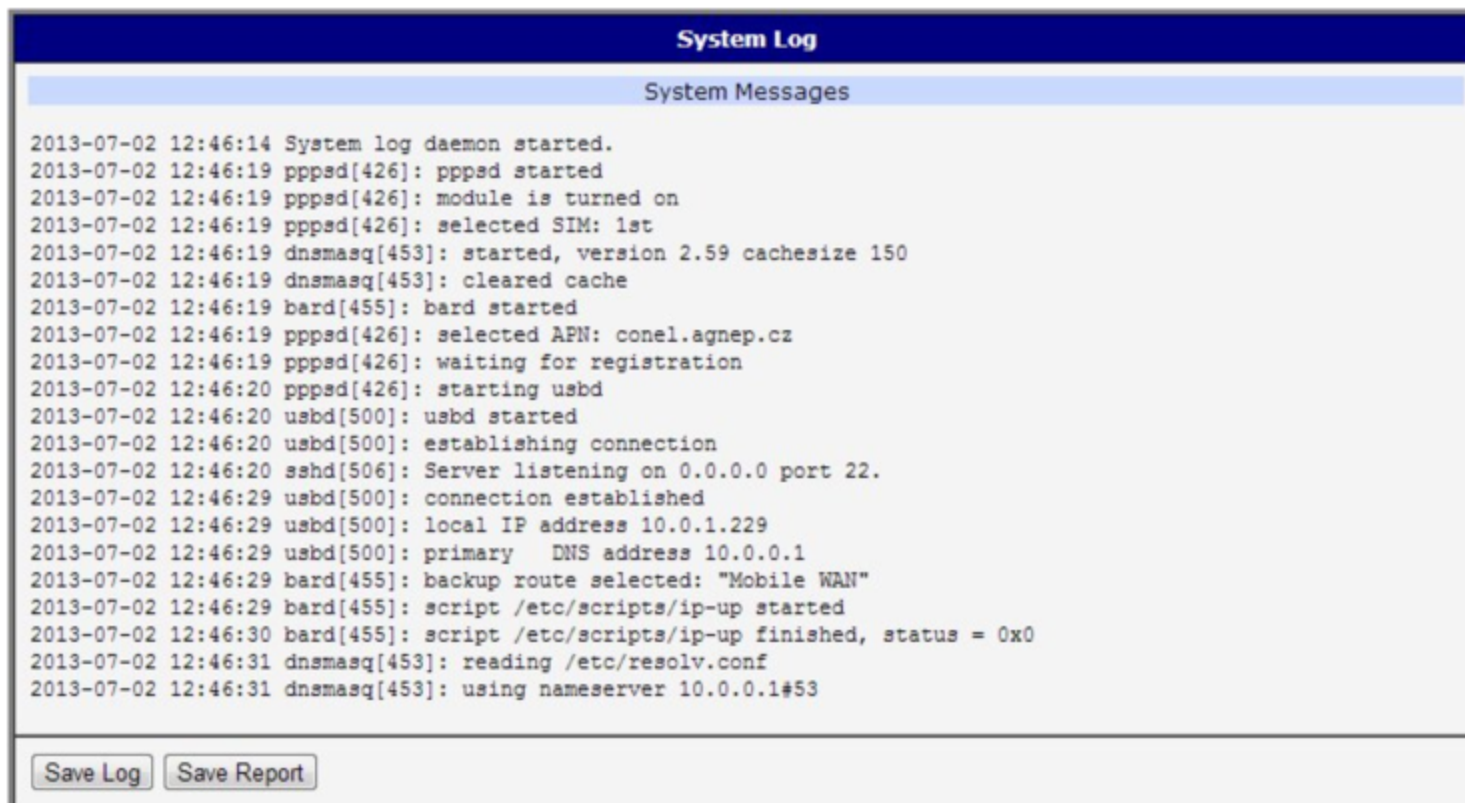 System Log
System Messages
2013-07-02 12:46:14 System log daemon started.
2013-07-02 12:46:19 pppsd[426]: pppsd started
2013-07-02 12:46:19 pppsd[426]: module is turned on
2013-07-02 12:46:19 pppsd[426]: selected SIM: 1st
2013-07-02 12:46:19 dnsmasq[453]: started, version 2.59 cachesize 150
2013-07-02 12:46:19 dnsmasq[453]: cleared cache
2013-07-02 12:46:19 bard[455]: bard started
2013-07-02 12:46:19 pppsd[426]: selected APN: conel.agnep.cz
2013-07-02 12:46:19 pppsd[426]: waiting for registration
2013-07-02 12:46:20 pppsd[426]: starting usbd
2013-07-02 12:46:20 usbd[500]: usbd started
2013-07-02 12:46:20 usbd[500]: establishing connection
2013-07-02 12:46:20 sshd[506]: Server listening on 0.0.0.0 port 22.
2013-07-02 12:46:29 usbd[500]: connection established
2013-07-02 12:46:29 usbd[500]: local IP address 10.0.1.229
2013-07-02 12:46:29 usbd[500]: primary   DNS address 10.0.0.1
2013-07-02 12:46:29 bard[455]: backup route selected: "Mobile WAN"
2013-07-02 12:46:29 bard[455]: script /etc/scripts/ip-up started
2013-07-02 12:46:30 bard[455]: script /etc/scripts/ip-up finished, status = 0x0
2013-07-02 12:46:31 dnsmasq[453]: reading /etc/resolv.conf
2013-07-02 12:46:31 dnsmasq[453]: using nameserver 10.0.0.1#53
Save Log Save Report